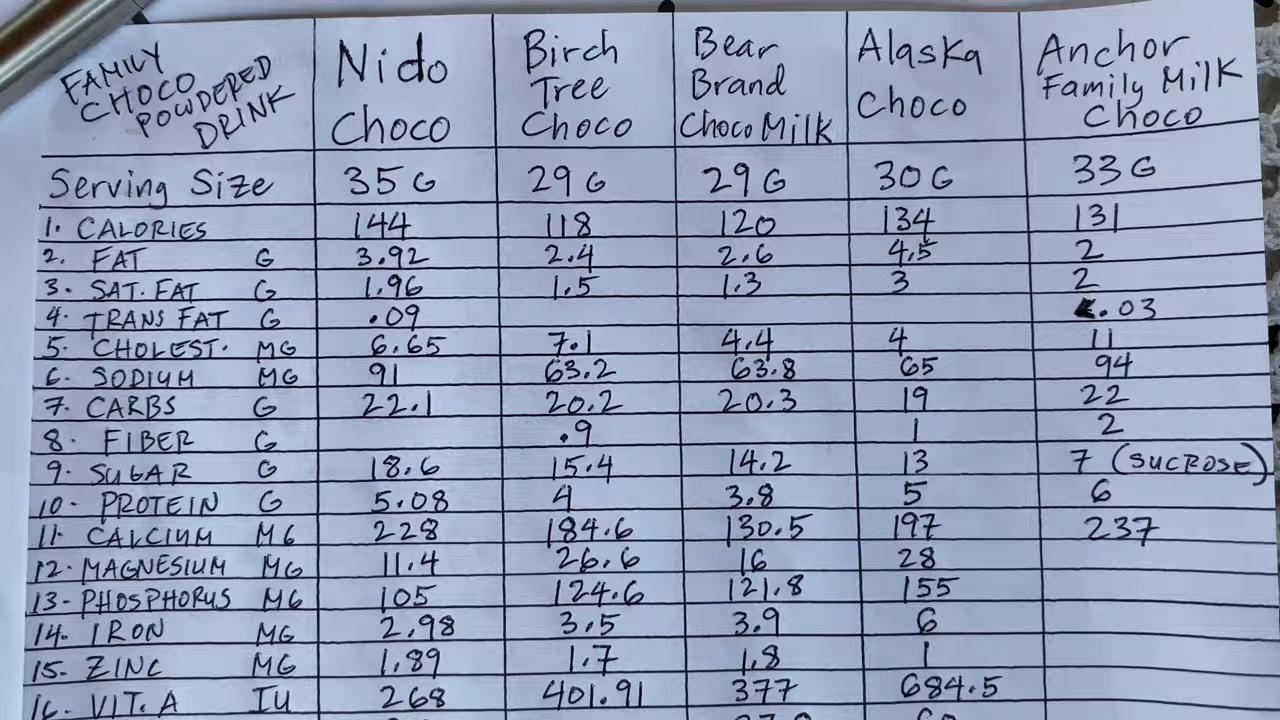 FAMILY CHOCO POWDERED DRINK Nido Choco Birch Tree Choco Bear Brand Choco Milk Alaska Choco Anchor Family Milk Choco
Serving Size 35 G 29 G 29 G 30 G 33 G
1. CALORIES 144 118 120 134 131
2. FAT G 3.92 2.4 2.6 4.5 2
3. SAT. FAT G 1.96 1.5 1.3 3 2
4. TRANS FAT G .09 .03
5. CHOLEST. MG 6.65 7.1 4.4 4 11
6. SODIUM MG 91 63.2 63.8 65 94
7. CARBS G 22.1 20.2 20.3 19 22
8. FIBER G .9 1 2
9. SUGAR G 18.6 15.4 14.2 13 7 (SUCROSE)
10. PROTEIN G 5.08 4 3.8 5 6
11. CALCIUM MG 228 184.6 130.5 197 237
12. MAGNESIUM MG 11.4 26.6 16 28
13. PHOSPHORUS MG 105 124.6 121.8 155
14. IRON MG 2.98 3.5 3.9 6
15. ZINC MG 1.89 1.7 1.8 1
16. VIT. A IU 268 401.91 377 684.5